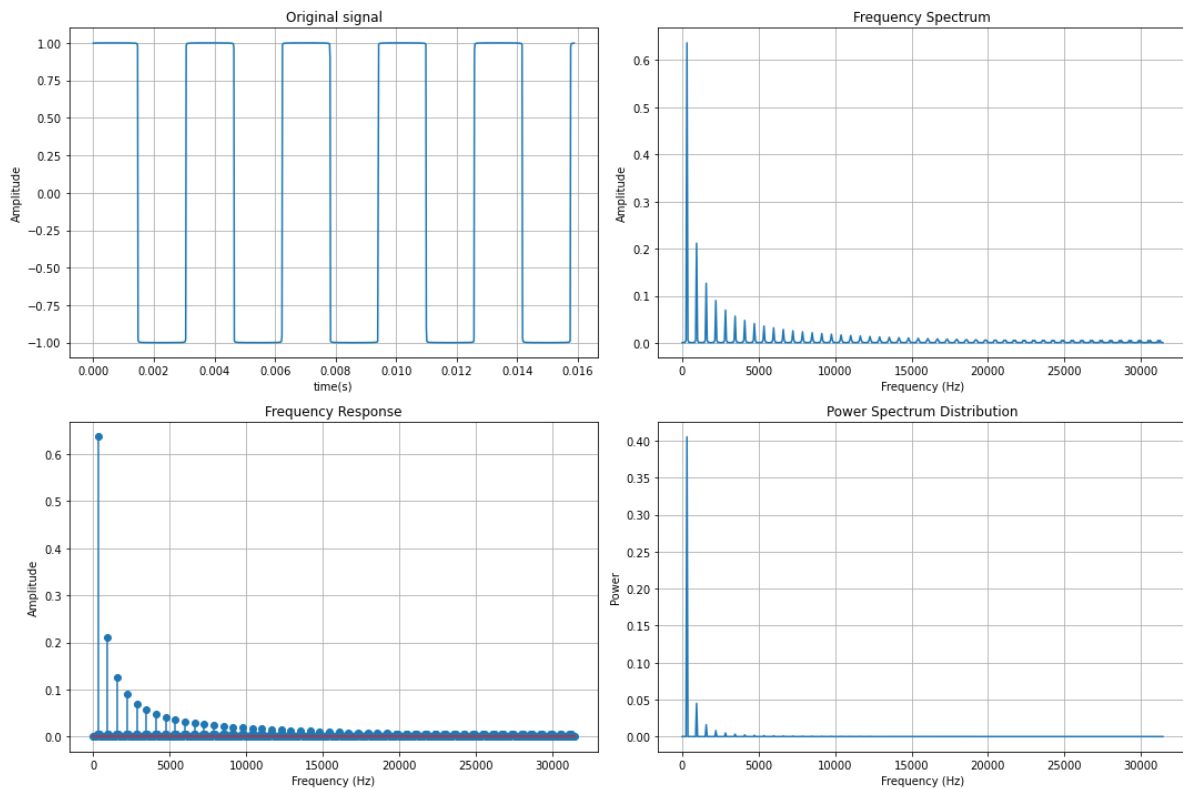 Original signal
Amplitude
1.00
0.75
0.50
0.25
0.00
−0.25
−0.50
−0.75
−1.00
0.000 0.002 0.004 0.006 0.008 0.010 0.012 0.014 0.016
time(s)
Frequency Spectrum
Amplitude
0.6
0.5
0.4
0.3
0.2
0.1
0.0
0 5000 10000 15000 20000 25000 30000
Frequency (Hz)
Frequency Response
Amplitude
0.6
0.5
0.4
0.3
0.2
0.1
0.0
0 5000 10000 15000 20000 25000 30000
Frequency (Hz)
Power Spectrum Distribution
Power
0.40
0.35
0.30
0.25
0.20
0.15
0.10
0.05
0.00
0 5000 10000 15000 20000 25000 30000
Frequency (Hz)